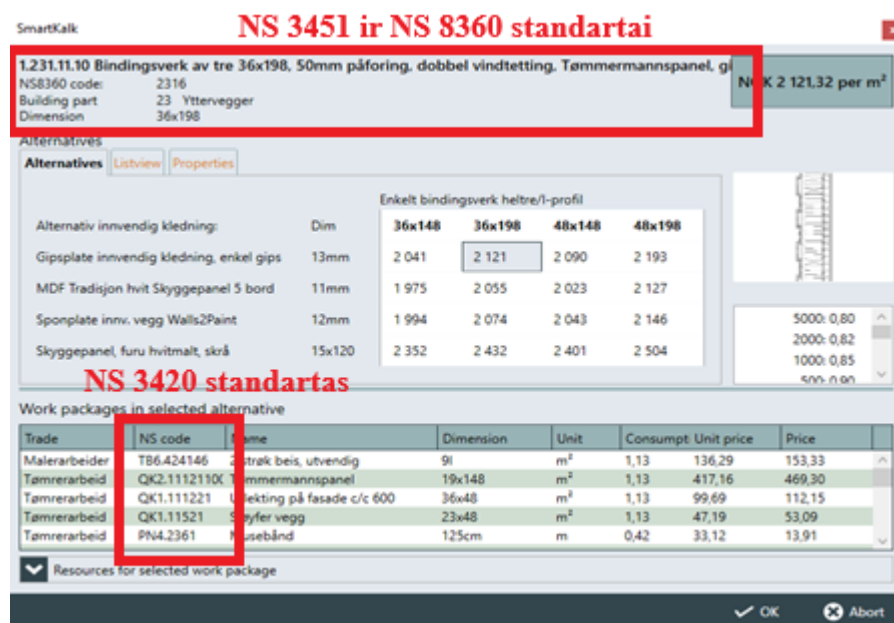 SmartKalk
NS 3451 ir NS 8360 standartai
1.231.11.10 Bindingsverk av tre 36x198, 50mm påforing, dobbel vindtetting, Tømmermannspanel, gi
NS8360 code: 2316
Building part 23 Yttervegger
Dimension 36x198
NOK 2 121,32 per m²
Alternatives
Alternatives Listview Properties
Enkelt bindingsverk heltre/I-profil
Alternativ innvendig kledning: Dim 36x148 36x198 48x148 48x198
Gipsplate innvendig kledning, enkel gips 13mm 2 041 2 121 2 090 2 193
MDF Tradisjon hvit Skyggepanel 5 bord 11mm 1 975 2 055 2 023 2 127
Sponplate innv. vegg Walls2Paint 12mm 1 994 2 074 2 043 2 146
Skyggepanel, furu hvitmalt, skrå 15x120 2 352 2 432 2 401 2 504
5000: 0,80
2000: 0,82
1000: 0,85
500: 0,90
NS 3420 standartas
Work packages in selected alternative
Trade NS code Name Dimension Unit Consumpt Unit price Price
Malerarbeider TB6.424146 2 strøk beis, utvendig 9l m² 1,13 136,29 153,33
Tømrerarbeid QK2.1112110( Tømmermannspanel 19x148 m² 1,13 417,16 469,30
Tømrerarbeid QK1.111221 Utlekting på fasade c/c 600 36x48 m² 1,13 99,69 112,15
Tømrerarbeid QK1.11521 Sløyfer vegg 23x48 m² 1,13 47,19 53,09
Tømrerarbeid PN4.2361 Musebånd 125cm m 0,42 33,12 13,91
Resources for selected work package
OK Abort